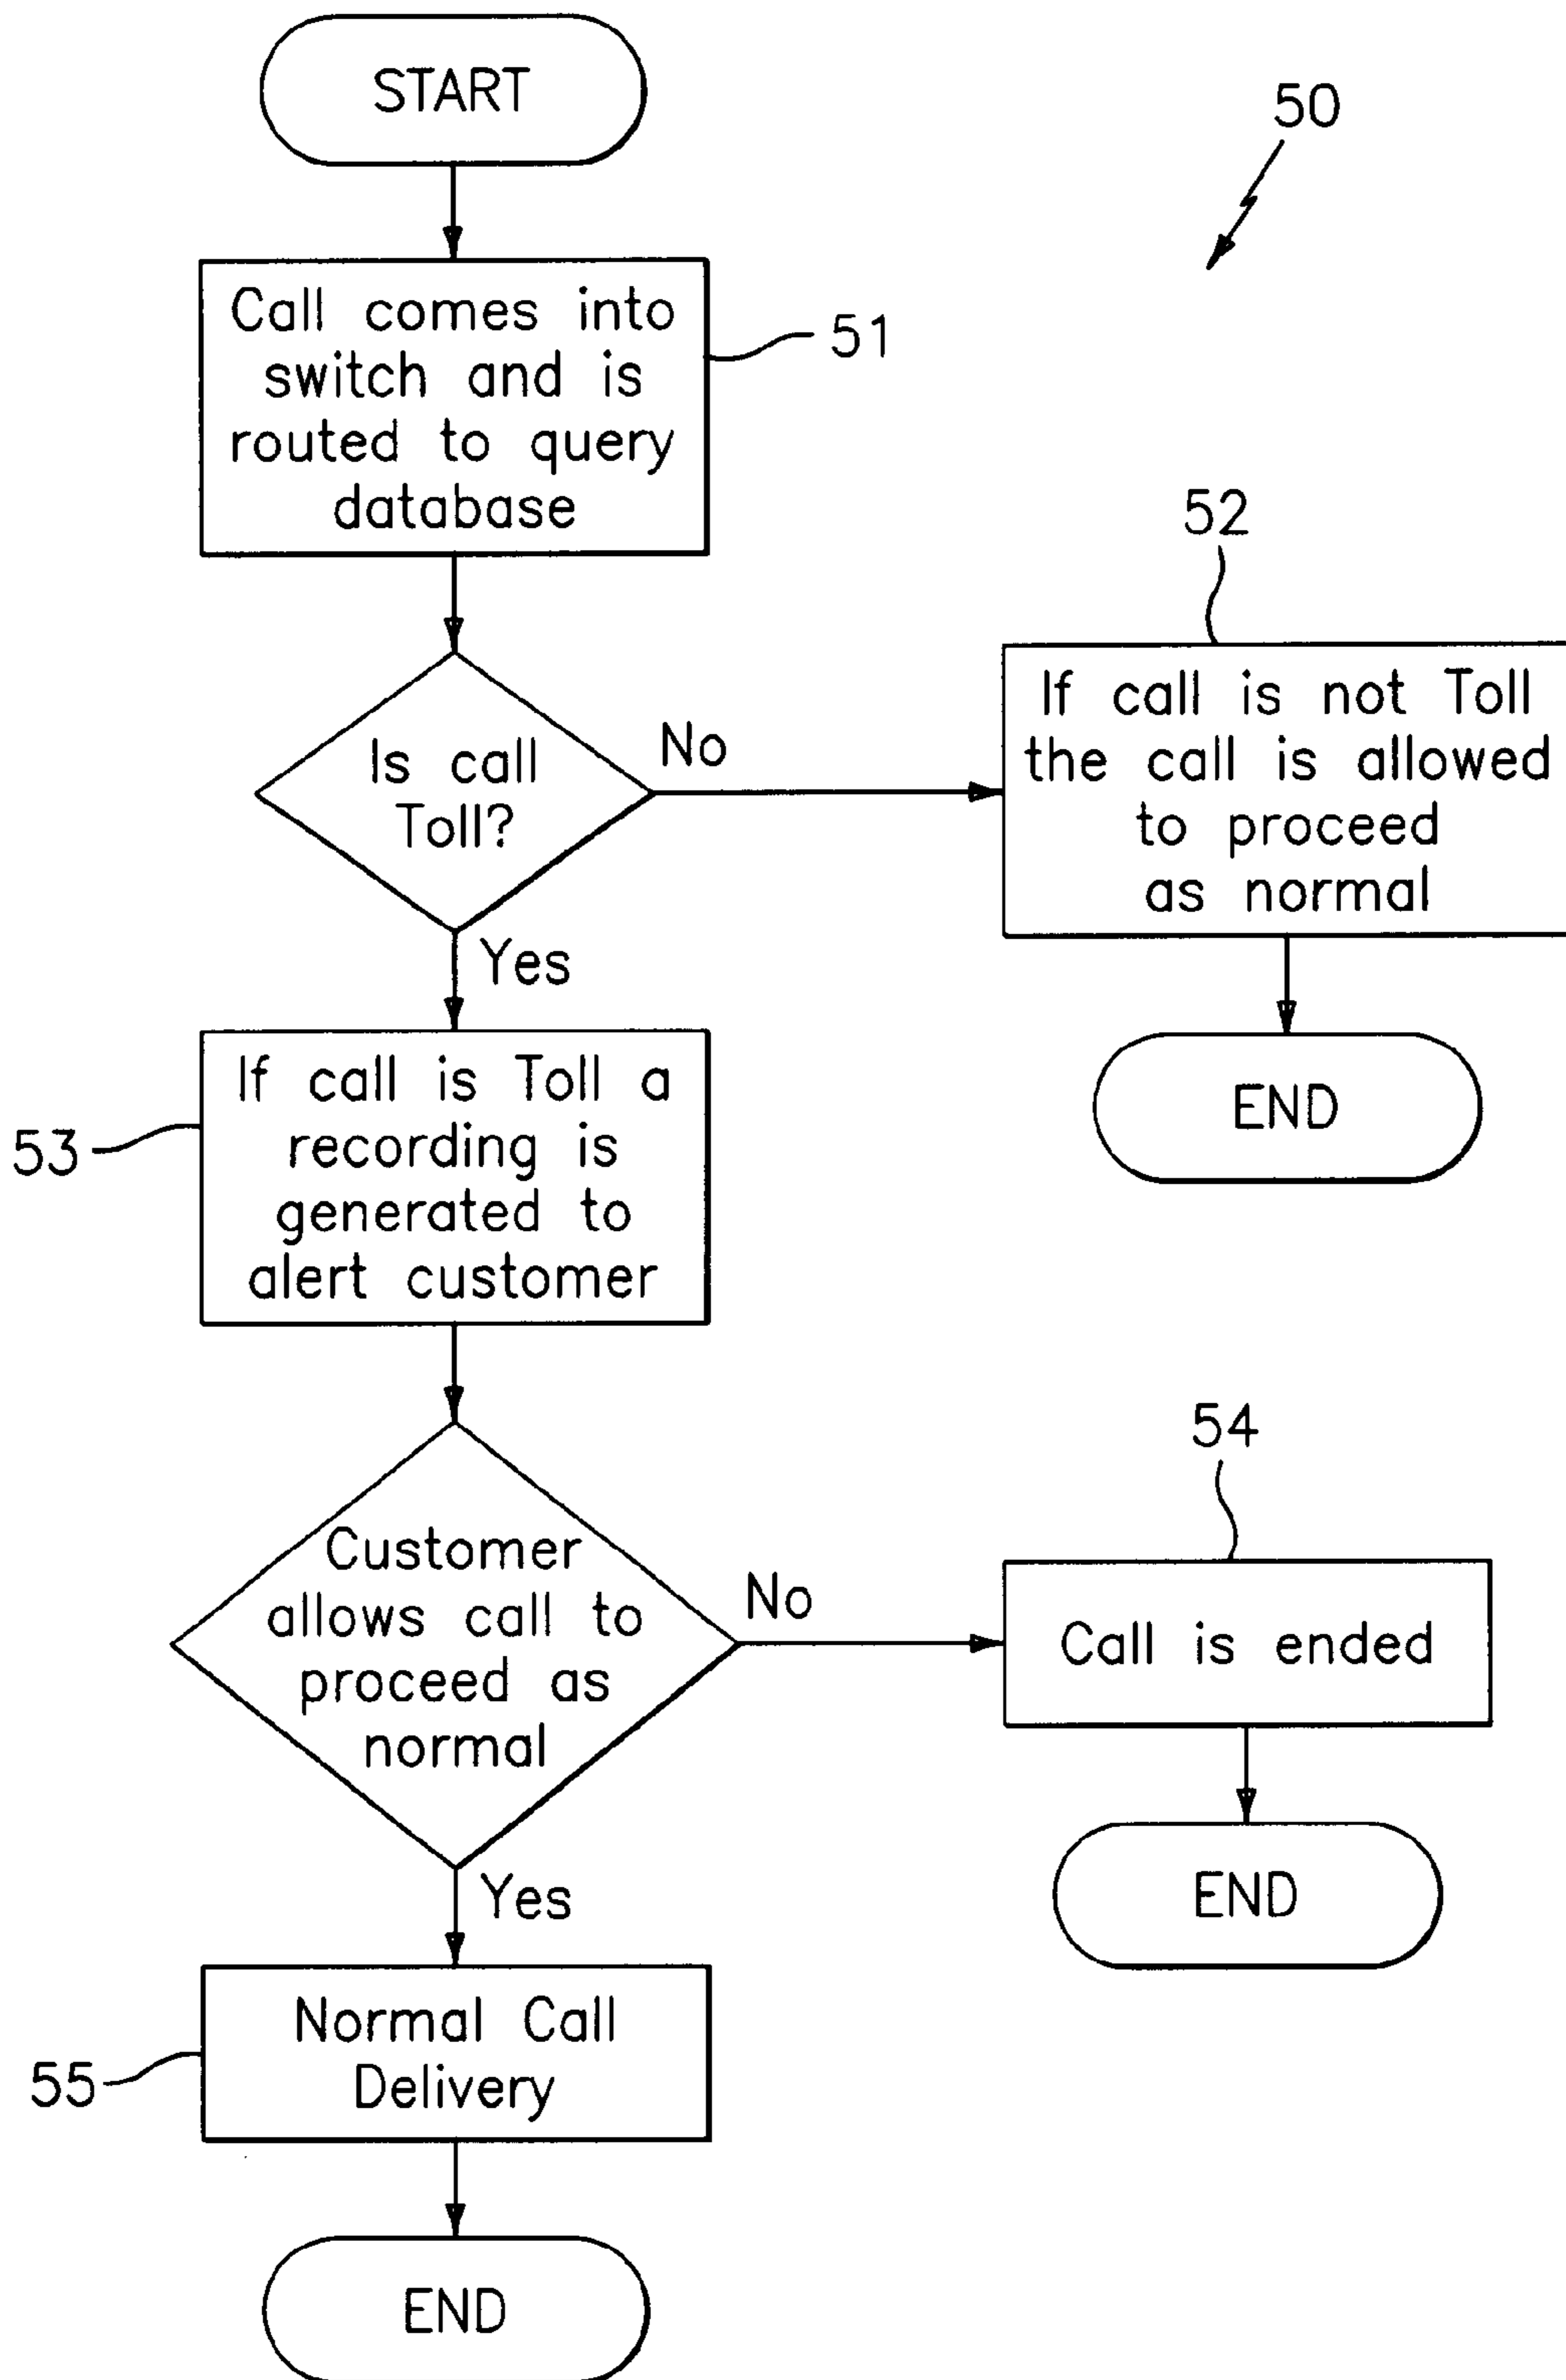 START
50
Call comes into
switch and is
routed to query
database
51
Is call
Toll?
No
52
If call is not Toll
the call is allowed
to proceed
as normal
END
Yes
53
If call is Toll a
recording is
generated to
alert customer
Customer
allows call to
proceed as
normal
No
54
Call is ended
END
Yes
55
Normal Call
Delivery
END